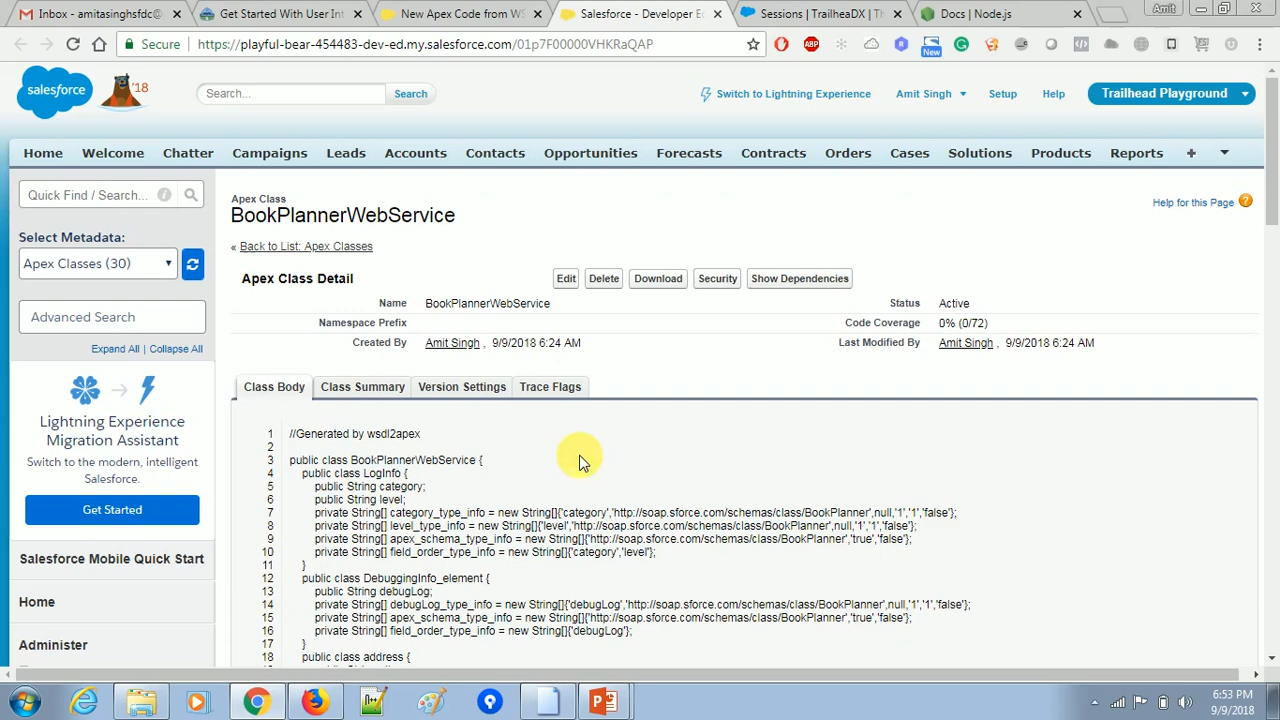 Inbox - amitasinghsfdc@
Get Started With User Int
New Apex Code from WS
Salesforce - Developer E
Sessions | TrailheaDX | Th
Docs | Node.js
Amit
Secure
https://playful-bear-454483-dev-ed.my.salesforce.com/01p7F00000VHKRaQAP
ABP
New
salesforce
'18
Search...
Search
Switch to Lightning Experience
Amit Singh
Setup
Help
Trailhead Playground
Home
Welcome
Chatter
Campaigns
Leads
Accounts
Contacts
Opportunities
Forecasts
Contracts
Orders
Cases
Solutions
Products
Reports
Quick Find / Search...
Select Metadata:
Apex Classes (30)
Advanced Search
Expand All | Collapse All
Lightning Experience
Migration Assistant
Switch to the modern, intelligent
Salesforce.
Get Started
Salesforce Mobile Quick Start
Home
Administer
Apex Class
BookPlannerWebService
Help for this Page
« Back to List: Apex Classes
Apex Class Detail
Edit
Delete
Download
Security
Show Dependencies
Name BookPlannerWebService
Status Active
Namespace Prefix
Code Coverage 0% (0/72)
Created By Amit Singh , 9/9/2018 6:24 AM
Last Modified By Amit Singh , 9/9/2018 6:24 AM
Class Body
Class Summary
Version Settings
Trace Flags
1 //Generated by wsdl2apex
2
3 public class BookPlannerWebService {
4 public class LogInfo {
5 public String category;
6 public String level;
7 private String[] category_type_info = new String[]{'category','http://soap.sforce.com/schemas/class/BookPlanner',null,'1','1','false'};
8 private String[] level_type_info = new String[]{'level','http://soap.sforce.com/schemas/class/BookPlanner',null,'1','1','false'};
9 private String[] apex_schema_type_info = new String[]{'http://soap.sforce.com/schemas/class/BookPlanner','true','false'};
10 private String[] field_order_type_info = new String[]{'category','level'};
11 }
12 public class DebuggingInfo_element {
13 public String debugLog;
14 private String[] debugLog_type_info = new String[]{'debugLog','http://soap.sforce.com/schemas/class/BookPlanner',null,'1','1','false'};
15 private String[] apex_schema_type_info = new String[]{'http://soap.sforce.com/schemas/class/BookPlanner','true','false'};
16 private String[] field_order_type_info = new String[]{'debugLog'};
17 }
18 public class address {
6:53 PM
9/9/2018